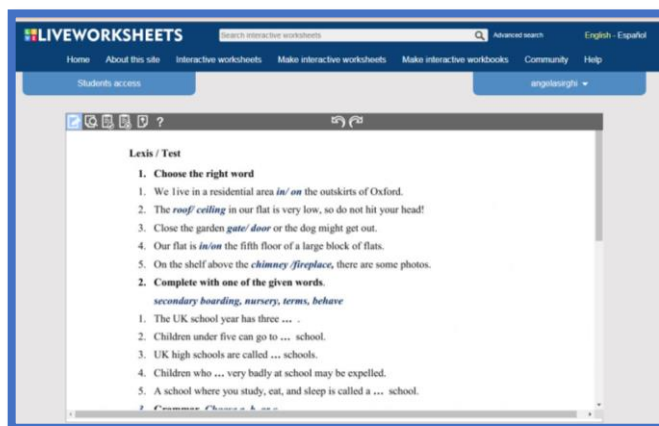 LIVEWORKSHEETS
Search interactive worksheets
Advanced search
English - Español
Home About this site Interactive worksheets Make interactive worksheets Make interactive workbooks Community Help
Students access
angelasirghi
?
Lexis / Test
1. Choose the right word
1. We live in a residential area in/ on the outskirts of Oxford.
2. The roof/ ceiling in our flat is very low, so do not hit your head!
3. Close the garden gate/ door or the dog might get out.
4. Our flat is in/on the fifth floor of a large block of flats.
5. On the shelf above the chimney /fireplace, there are some photos.
2. Complete with one of the given words.
secondary boarding, nursery, terms, behave
1. The UK school year has three ... .
2. Children under five can go to ... school.
3. UK high schools are called ... schools.
4. Children who ... very badly at school may be expelled.
5. A school where you study, eat, and sleep is called a ... school.
3. Grammar. Choose a, b, or c